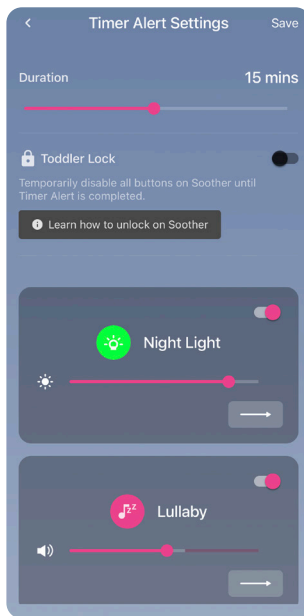 Timer Alert Settings Save
Duration 15 mins
Toddler Lock
Temporarily disable all buttons on Soother until
Timer Alert is completed.
Learn how to unlock on Soother
Night Light
Lullaby